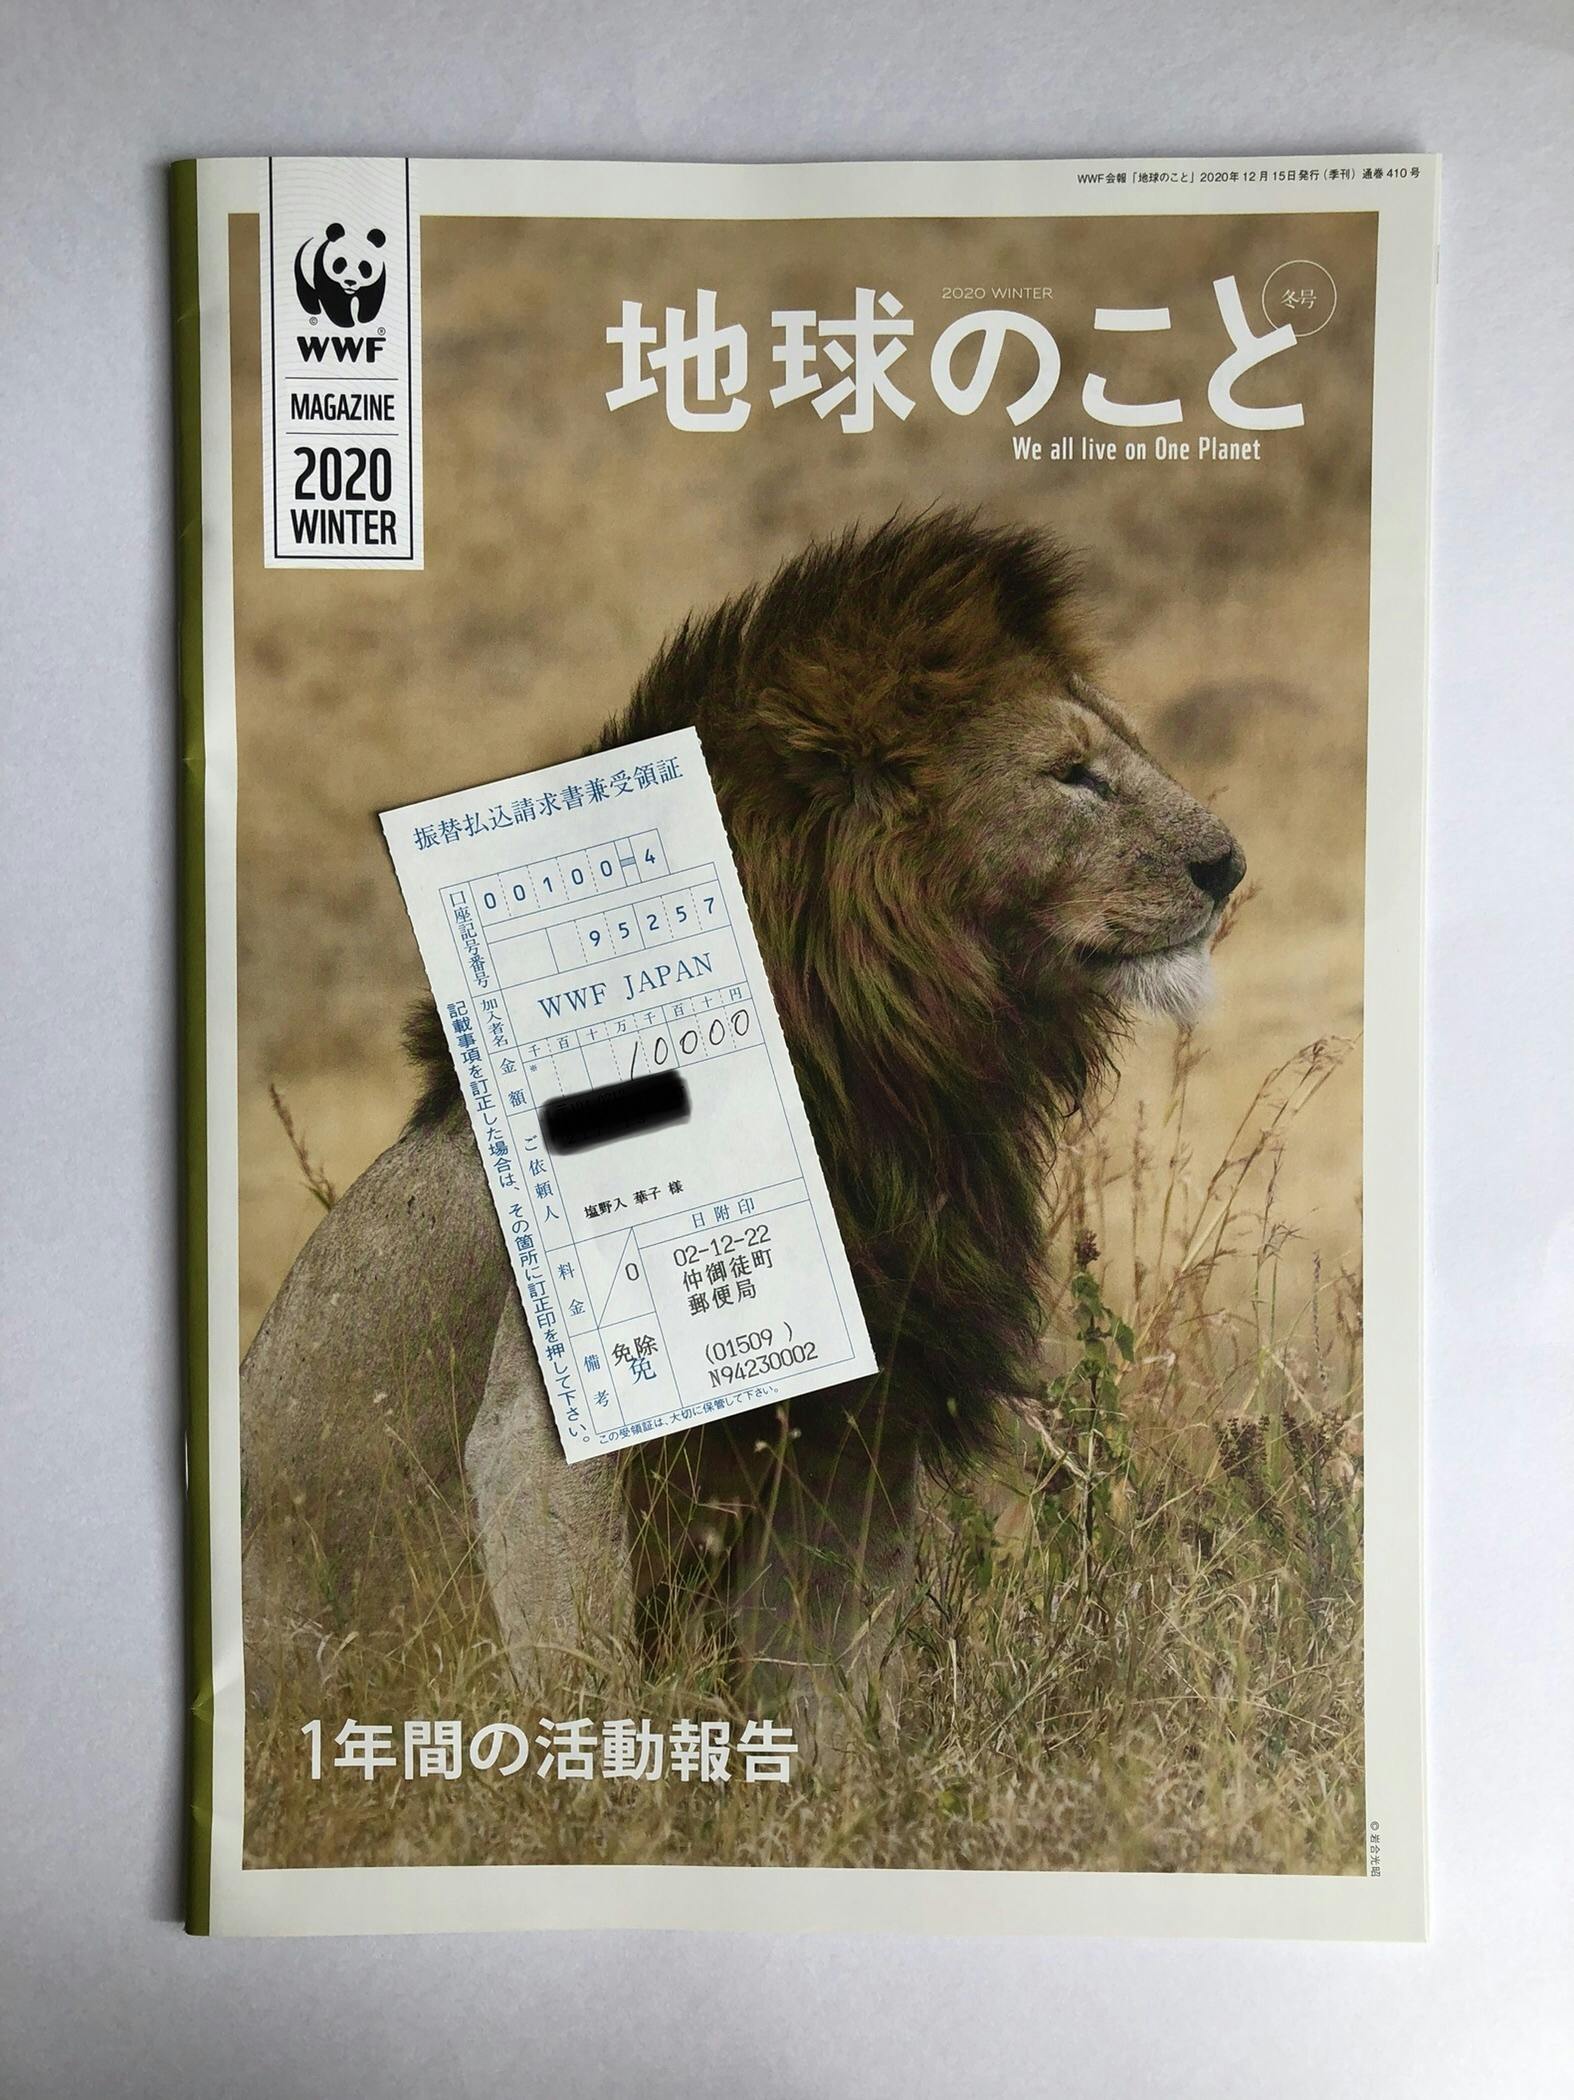 WWF会報「地球のこと」2020年12月15日発行（季刊）通巻410号
©
®
WWF
MAGAZINE
2020
WINTER
2020 WINTER
冬号
地球のこと
We all live on One Planet
振替払込請求書兼受領証
口座記号番号
00100=4
95257
加入者名
WWF JAPAN
金額
千 百 十 万 千 百 十 円
※
10000
ご依頼人
塩野入 華子 様
料金
0
日附印
02-12-22
仲御徒町
郵便局
(01509 )
N94230002
備考
免除
記載事項を訂正した場合は、その箇所に訂正印を押して下さい。
この受領証は、大切に保管して下さい。
1年間の活動報告
©岩合光昭